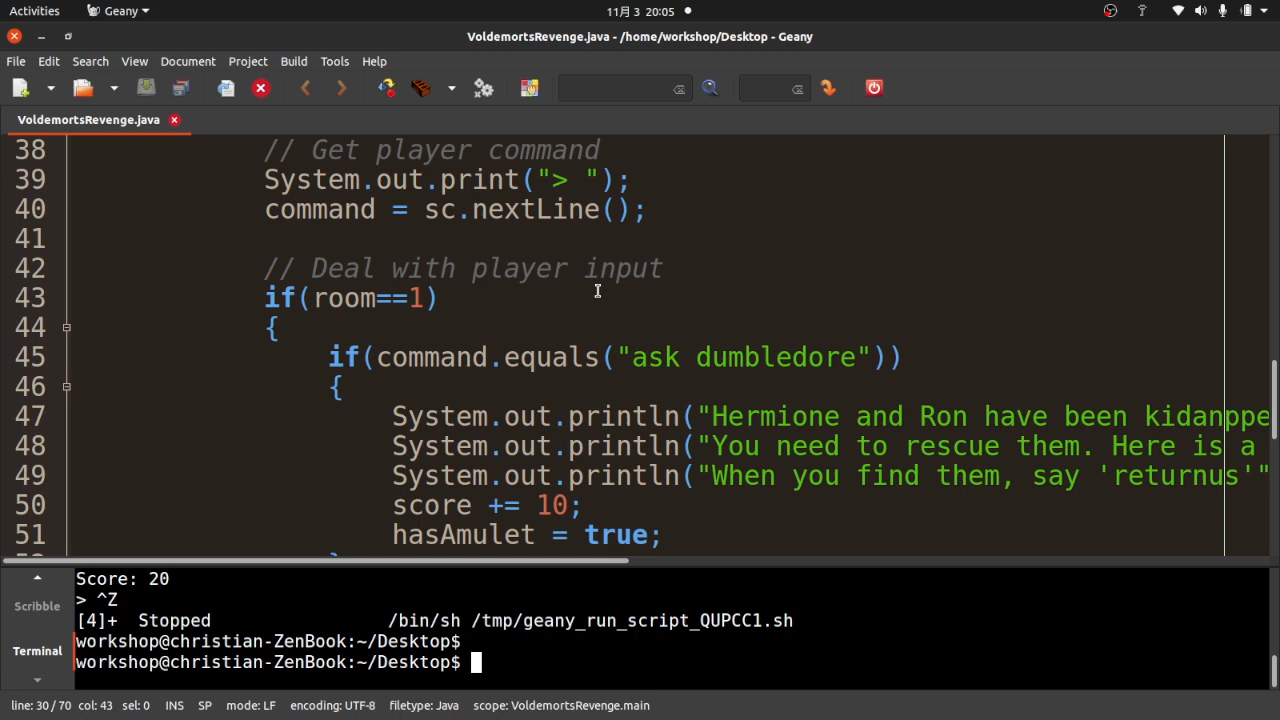 Activities
Geany
11月 3 20:05
VoldemortsRevenge.java - /home/workshop/Desktop - Geany
File Edit Search View Document Project Build Tools Help
VoldemortsRevenge.java
38 // Get player command
39 System.out.print("> ");
40 command = sc.nextLine();
41
42 // Deal with player input
43 if(room==1)
44 {
45 if(command.equals("ask dumbledore"))
46 {
47 System.out.println("Hermione and Ron have been kidanppe
48 System.out.println("You need to rescue them. Here is a
49 System.out.println("When you find them, say 'returnus'"
50 score += 10;
51 hasAmulet = true;
Score: 20
> ^Z
[4]+ Stopped /bin/sh /tmp/geany_run_script_QUPCC1.sh
workshop@christian-ZenBook:~/Desktop$
workshop@christian-ZenBook:~/Desktop$
Scribble
Terminal
line: 30 / 70 col: 43 sel: 0 INS SP mode: LF encoding: UTF-8 filetype: Java scope: VoldemortsRevenge.main